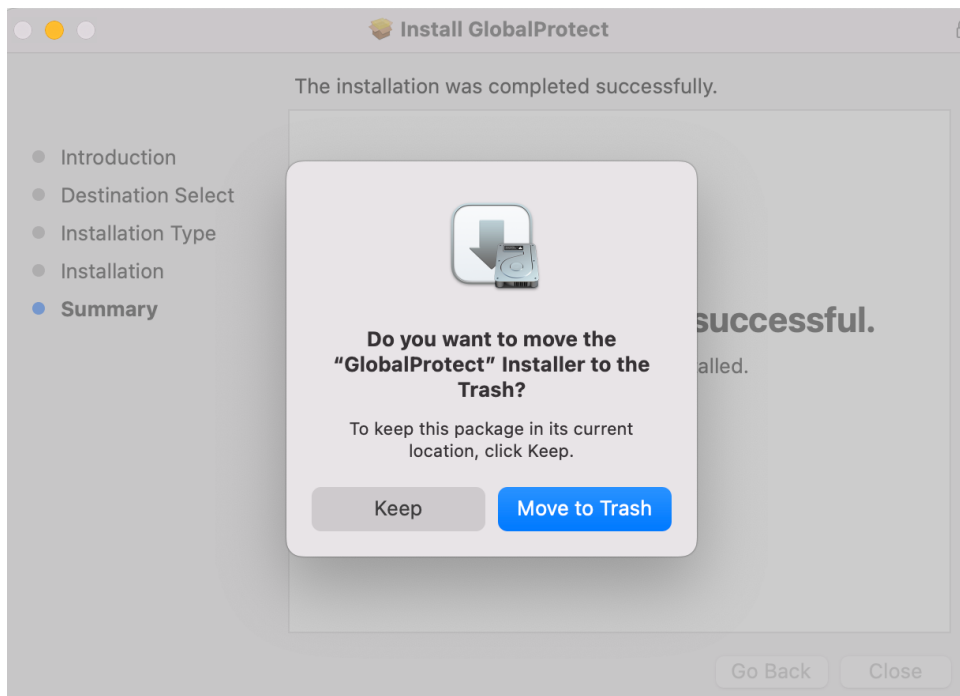 Install GlobalProtect
The installation was completed successfully.
Introduction
Destination Select
Installation Type
Installation
Summary
successful.
alled.
Do you want to move the
“GlobalProtect” Installer to the
Trash?
To keep this package in its current
location, click Keep.
Keep
Move to Trash
Go Back
Close